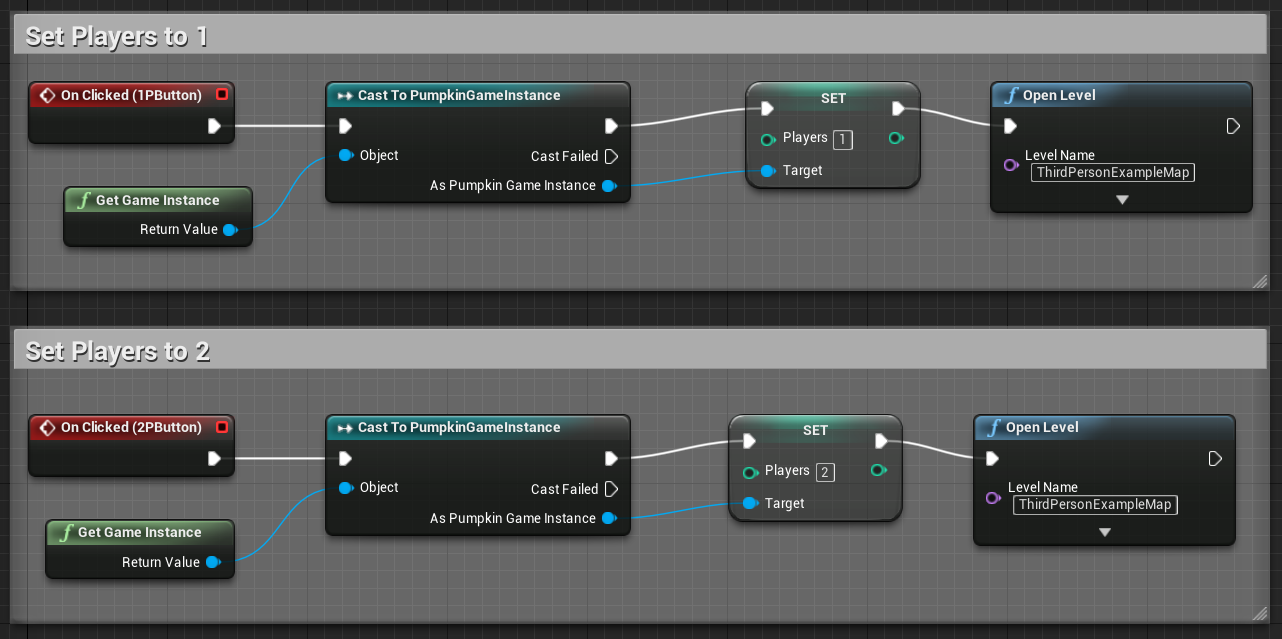 Set Players to 1
On Clicked (1PButton)
Cast To PumpkinGameInstance
SET
Open Level
Object
Cast Failed
Players 1
Level Name
ThirdPersonExampleMap
As Pumpkin Game Instance
Target
Get Game Instance
Return Value
Set Players to 2
On Clicked (2PButton)
Cast To PumpkinGameInstance
SET
Open Level
Object
Cast Failed
Players 2
Level Name
ThirdPersonExampleMap
As Pumpkin Game Instance
Target
Get Game Instance
Return Value